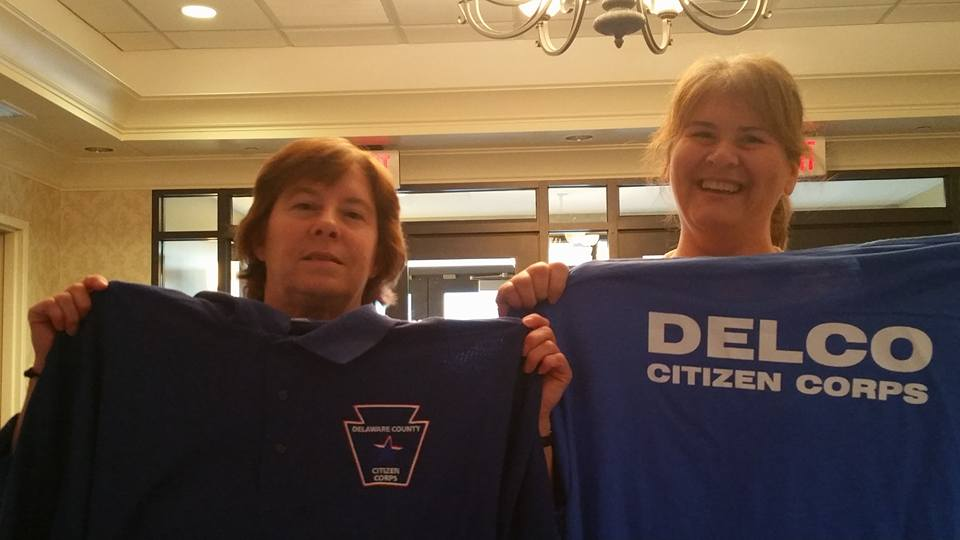 DELAWARE COUNTY
CITIZEN
CORPS
DELCO
CITIZEN CORPS